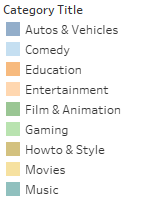 Category Title
Autos & Vehicles
Comedy
Education
Entertainment
Film & Animation
Gaming
Howto & Style
Movies
Music